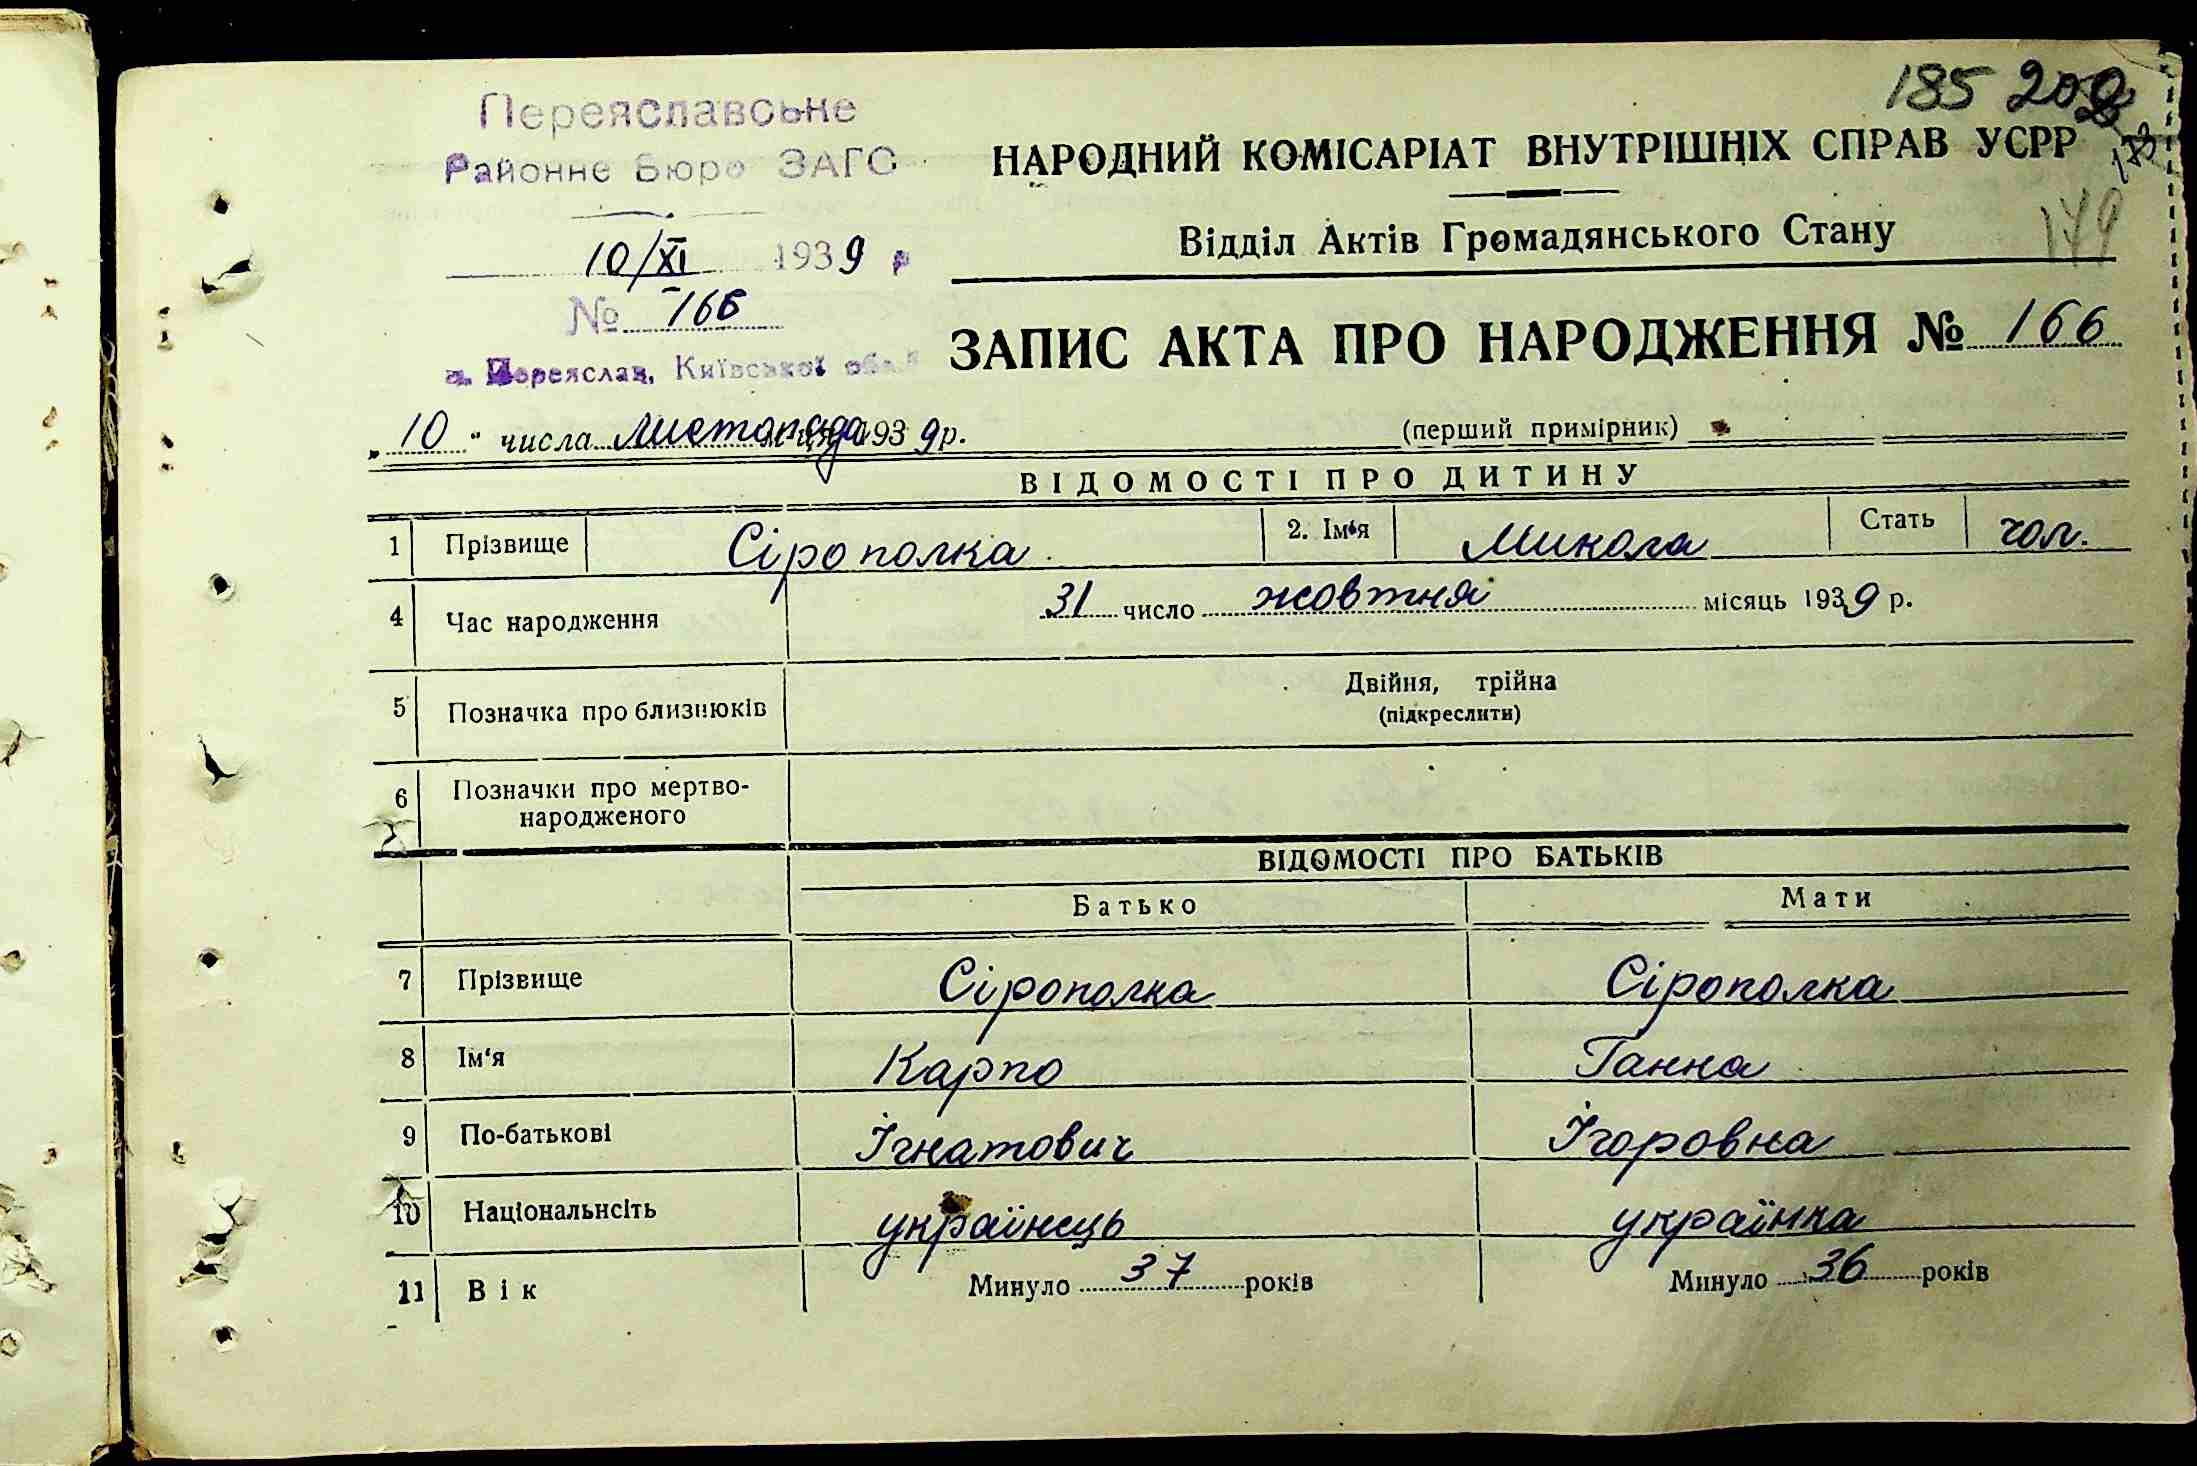 185 202
Переяславське
Районне Бюро ЗАГС
НАРОДНИЙ КОМІСАРІАТ ВНУТРІШНІХ СПРАВ УСРР
179
Відділ Актів Громадянського Стану
10/XI 1939 р
№ 166
ЗАПИС АКТА ПРО НАРОДЖЕННЯ № 166
м. Переяслав, Київської обл.
„10“ числа листопада 1939 р. (перший примірник)
ВІДОМОСТІ ПРО ДИТИНУ
1 Прізвище Сірополка 2. Ім‘я Микола Стать чол.
4 Час народження 31 число жовтня місяць 1939 р.
5 Позначка про близнюків Двійня, трійна
(підкреслити)
6 Позначки про мертво-
народженого
ВІДОМОСТІ ПРО БАТЬКІВ
Батько Мати
7 Прізвище Сірополка Сірополка
8 Ім‘я Карпо Ганна
9 По-батькові Ігнатович Ігоровна
10 Національнсіть українець українка
11 Вік Минуло 37 років Минуло 36 років